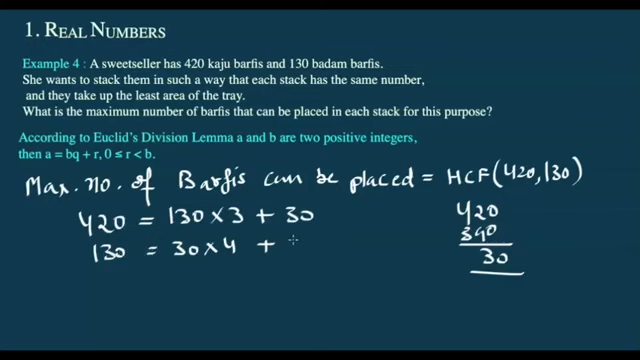 1. REAL NUMBERS
Example 4 : A sweetseller has 420 kaju barfis and 130 badam barfis.
She wants to stack them in such a way that each stack has the same number,
and they take up the least area of the tray.
What is the maximum number of barfis that can be placed in each stack for this purpose?
According to Euclid's Division Lemma a and b are two positive integers,
then a = bq + r, 0 ≤ r < b.
Max. no. of Barfis can be placed = HCF(420, 130)
420 = 130 × 3 + 30
130 = 30 × 4 +
420
390
30